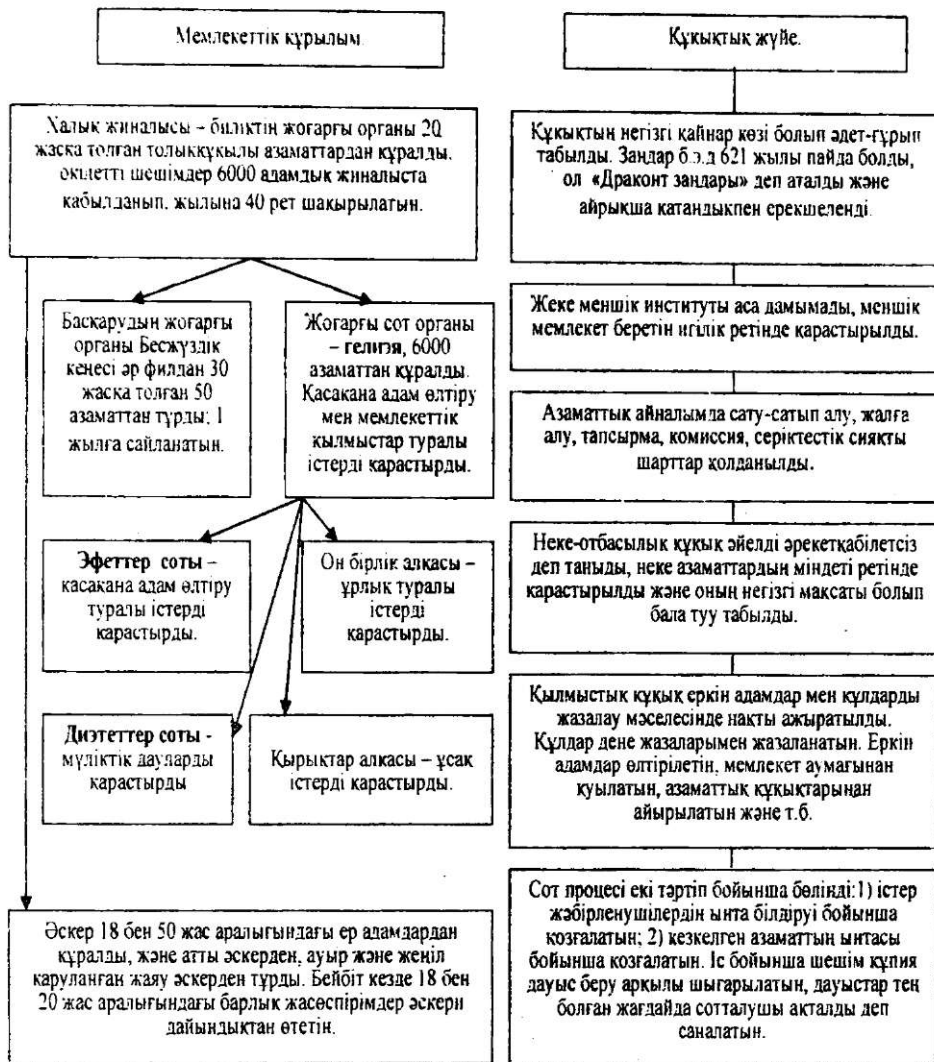 Мемлекеттік құрылым
Халық жиналысы – биліктің жоғарғы органы 20
жасқа толған толыққұқылы азаматтардан құралды,
өкілетті шешімдер 6000 адамдық жиналыста
қабылданып, жылына 40 рет шақырылатын.
Басқарудың жоғарғы
органы Бесжүздік
кеңесі әр филдан 30
жасқа толған 50
азаматтан тұрды; 1
жылға сайланатын.
Жоғарғы сот органы
– гелиэя, 6000
азаматтан құралды.
Қасақана адам өлтіру
мен мемлекеттік
қылмыстар туралы
істерді қарастырды.
Эфеттер соты –
қасақана адам өлтіру
туралы істерді
қарастырды.
Он бірлік алқасы –
ұрлық туралы
істерді
қарастырды.
Диэтеттер соты -
мүліктік дауларды
қарастырды
Қырықтар алқасы – ұсақ
істерді қарастырды.
Әскер 18 бен 50 жас аралығындағы ер адамдардан
құралды, және атты әскерден, ауыр және жеңіл
қаруланған жаяу әскерден тұрды. Бейбіт кезде 18 бен
20 жас аралығындағы барлық жасөспірімдер әскери
дайындықтан өтетін.
Құқықтық жүйе.
Құқықтың негізгі қайнар көзі болып әдет-ғұрып
табылды. Заңдар б.э.д 621 жылы пайда болды,
ол «Драконт заңдары» деп аталды және
айрықша қатаңдықпен ерекшеленді
Жеке меншік институты аса дамымады, меншік
мемлекет беретін игілік ретінде қарастырылды.
Азаматтық айналымда сату-сатып алу, жалға
алу, тапсырма, комиссия, серіктестік сияқты
шарттар қолданылды.
Неке-отбасылық құқық әйелді әрекетқабілетсіз
деп таныды, неке азаматтардың міндеті ретінде
қарастырылды және оның негізгі мақсаты болып
бала туу табылды.
Қылмыстық құқық еркін адамдар мен құлдарды
жазалау мәселесінде нақты ажыратылды.
Құлдар дене жазаларымен жазаланатын. Еркін
адамдар өлтірілетін, мемлекет аумағынан
қуылатын, азаматтық құқықтарынан
айырылатын және т.б.
Сот процесі екі тәртіп бойынша бөлінді:1) істер
жәбірленушілердің ынта білдіруі бойынша
қозғалатын; 2) кезкелген азаматтың ынтасы
бойынша қозғалатын. Іс бойынша шешім құпия
дауыс беру арқылы шығарылатын, дауыстар тең
болған жағдайда сотталушы ақталды деп
саналатын.